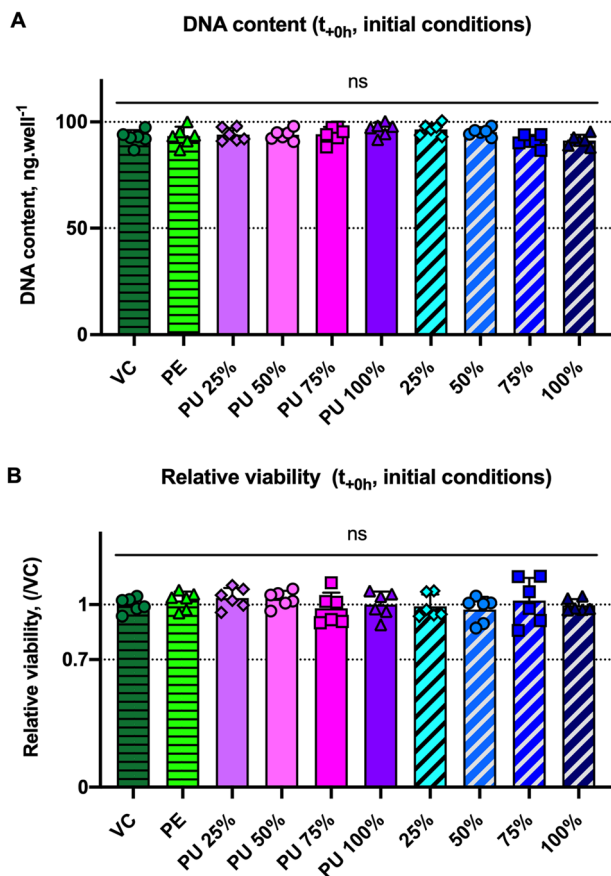 A
DNA content (t+0h, initial conditions)
ns
DNA content, ng.well-1
100
50
0
VC
PE
PU 25%
PU 50%
PU 75%
PU 100%
25%
50%
75%
100%
B
Relative viability (t+0h, initial conditions)
ns
Relative viability, (/VC)
1
0.7
0
VC
PE
PU 25%
PU 50%
PU 75%
PU 100%
25%
50%
75%
100%